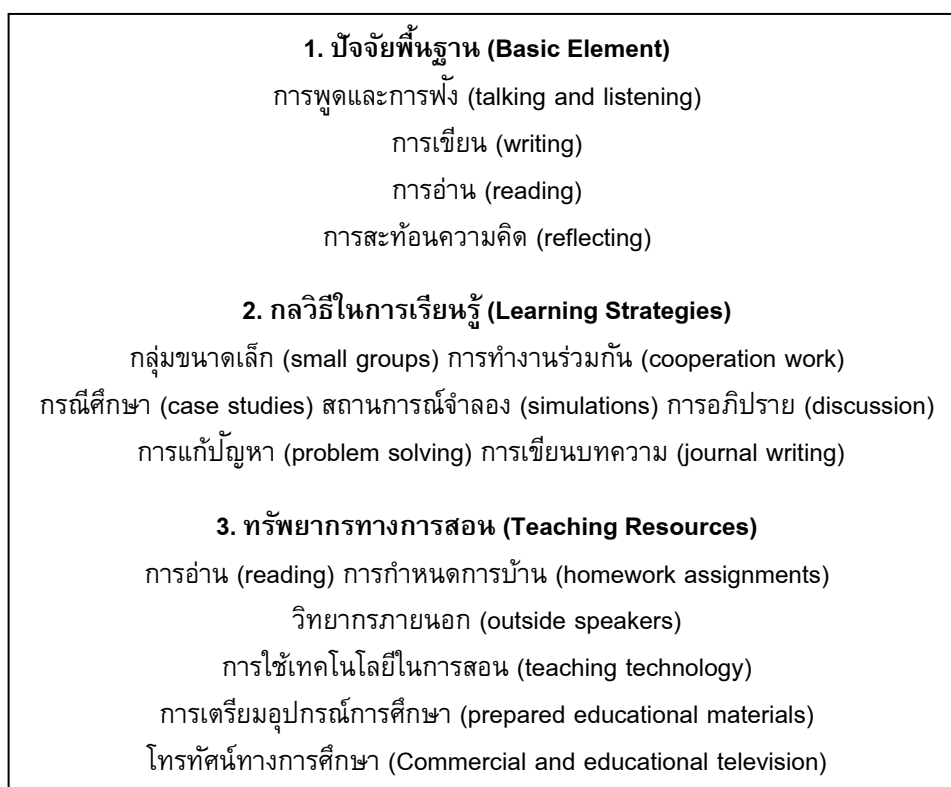 1. ปัจจัยพื้นฐาน (Basic Element)
การพูดและการฟัง (talking and listening)
การเขียน (writing)
การอ่าน (reading)
การสะท้อนความคิด (reflecting)
2. กลวิธีในการเรียนรู้ (Learning Strategies)
กลุ่มขนาดเล็ก (small groups) การทำงานร่วมกัน (cooperation work)
กรณีศึกษา (case studies) สถานการณ์จำลอง (simulations) การอภิปราย (discussion)
การแก้ปัญหา (problem solving) การเขียนบทความ (journal writing)
3. ทรัพยากรทางการสอน (Teaching Resources)
การอ่าน (reading) การกำหนดการบ้าน (homework assignments)
วิทยากรภายนอก (outside speakers)
การใช้เทคโนโลยีในการสอน (teaching technology)
การเตรียมอุปกรณ์การศึกษา (prepared educational materials)
โทรทัศน์ทางการศึกษา (Commercial and educational television)